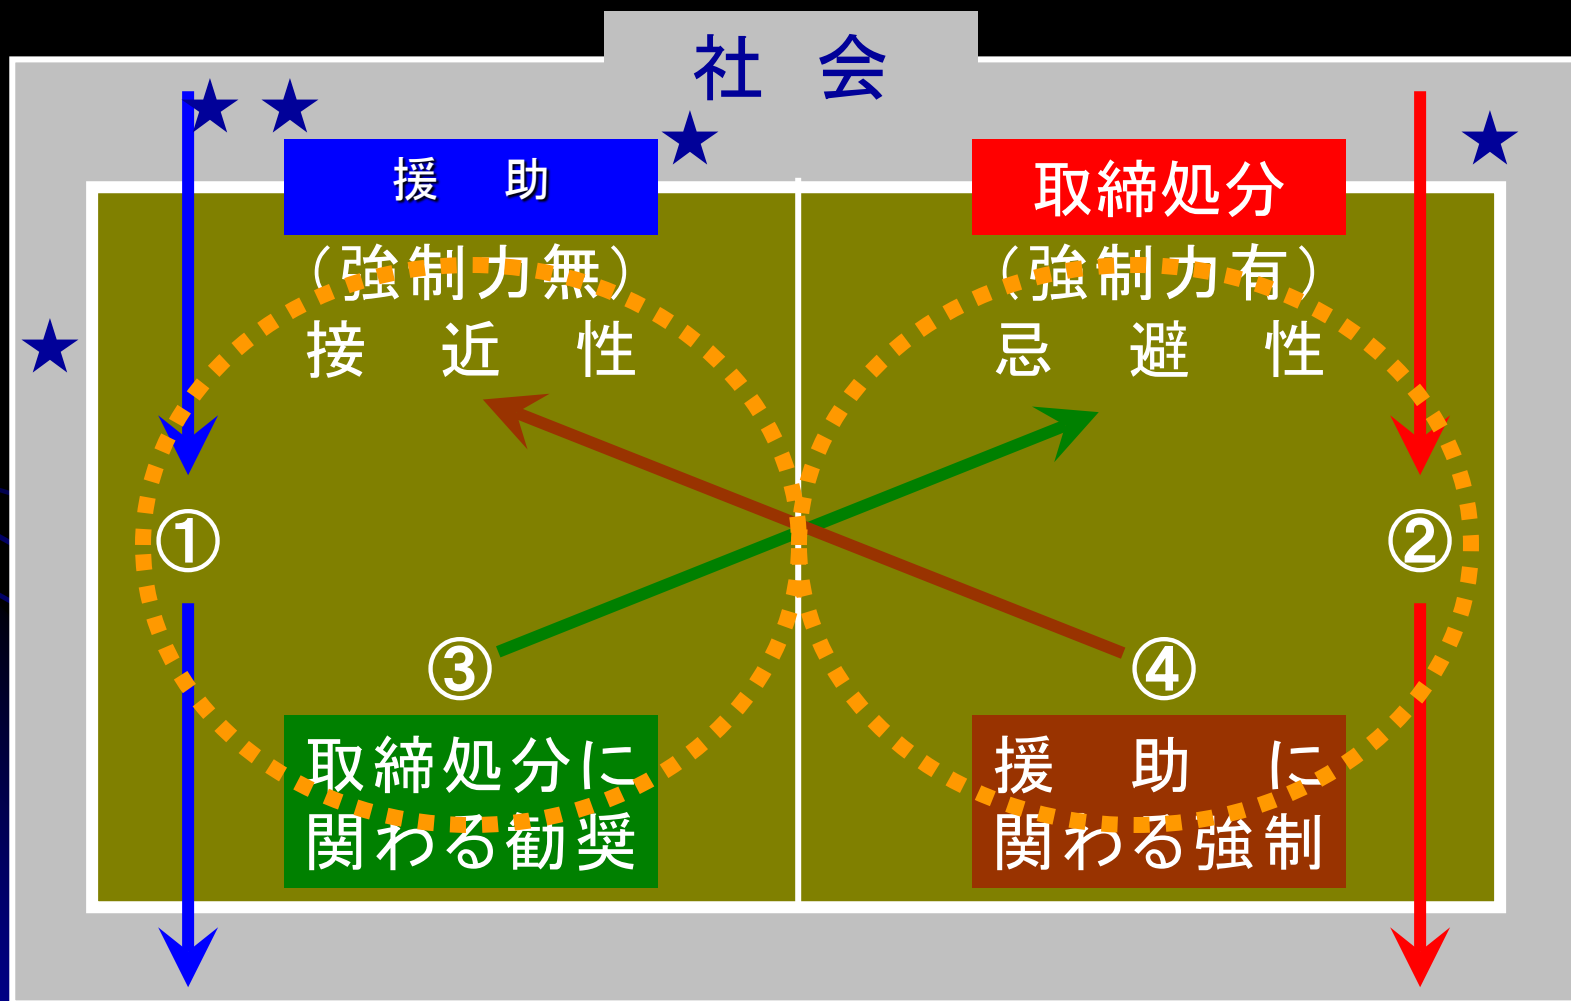 社 会
援 助
（強制力無）
接 近 性
①
③
取締処分に
関わる勧奨
取締処分
（強制力有）
忌 避 性
②
④
援 助 に
関わる強制